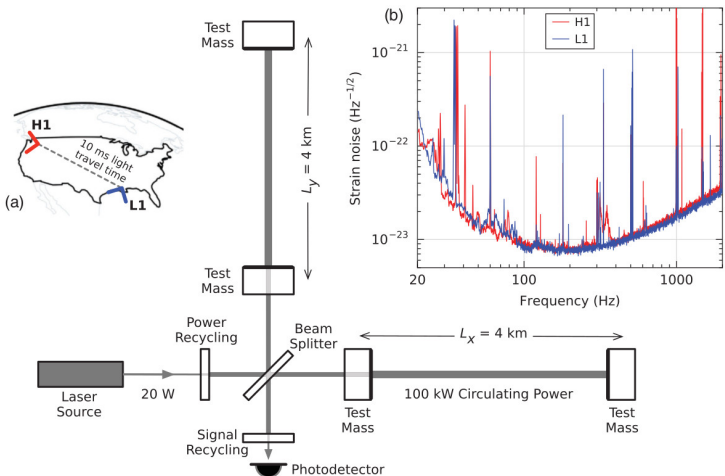 (a)
H1
10 ms light
travel time
L1
Test
Mass
L_y = 4 km
Test
Mass
Power
Recycling
Beam
Splitter
Laser
Source
20 W
L_x = 4 km
100 kW Circulating Power
Test
Mass
Test
Mass
Signal
Recycling
Photodetector
(b)
H1
L1
Strain noise (Hz^{-1/2})
10^{-21}
10^{-22}
10^{-23}
20
100
1000
Frequency (Hz)